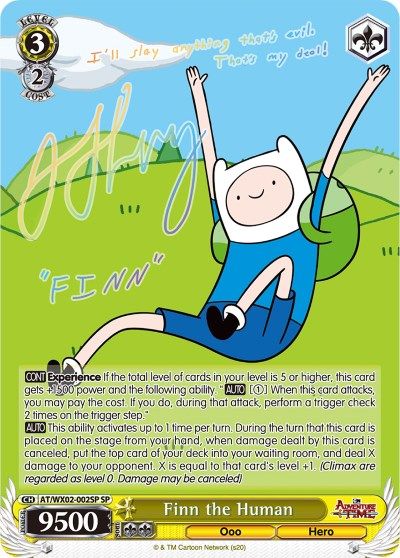 LEVEL
3
2
COST
I'll slay anything that's evil.
That's my deal!
"FINN"
CONT Experience If the total level of cards in your level is 5 or higher, this card
gets +1500 power and the following ability. "AUTO [①] When this card attacks,
you may pay the cost. If you do, during that attack, perform a trigger check
2 times on the trigger step."
AUTO This ability activates up to 1 time per turn. During the turn that this card is
placed on the stage from your hand, when damage dealt by this card is
canceled, put the top card of your deck into your waiting room, and deal X
damage to your opponent. X is equal to that card's level +1. (Climax are
regarded as level 0. Damage may be canceled)
CH AT/WX02-002SP SP
Finn the Human
POWER
9500
SOUL
Ooo
Hero
ADVENTURE TIME
© & TM Cartoon Network (s20)